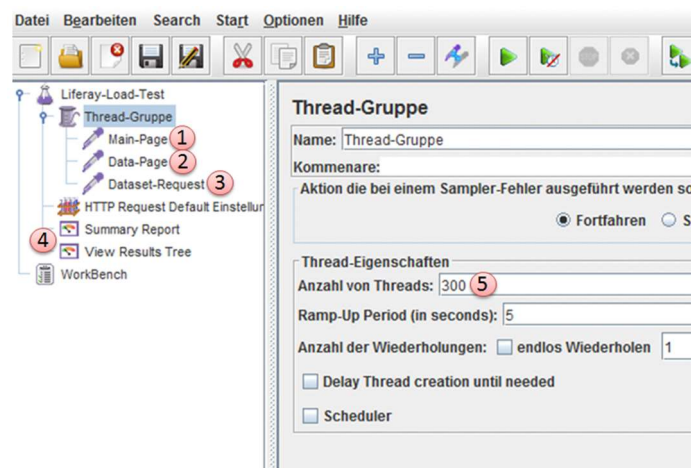 Datei Bearbeiten Search Start Optionen Hilfe
Liferay-Load-Test
Thread-Gruppe
Main-Page 1
Data-Page 2
Dataset-Request 3
HTTP Request Default Einstellur
4
Summary Report
View Results Tree
WorkBench
Thread-Gruppe
Name: Thread-Gruppe
Kommenare:
Aktion die bei einem Sampler-Fehler ausgeführt werden so
Fortfahren S
Thread-Eigenschaften
Anzahl von Threads: 300 5
Ramp-Up Period (in seconds): 5
Anzahl der Wiederholungen: endlos Wiederholen 1
Delay Thread creation until needed
Scheduler